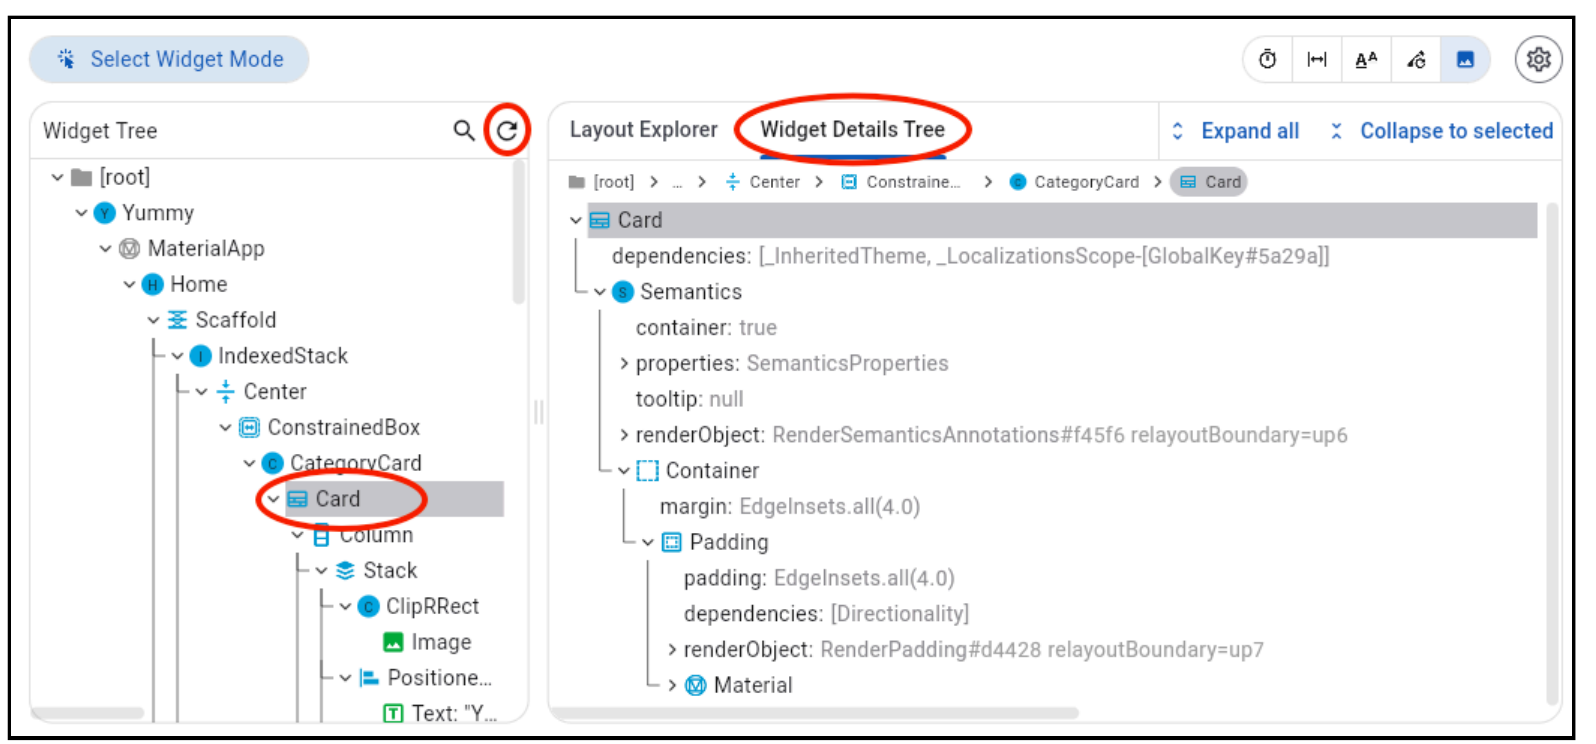 Select Widget Mode
AA
Widget Tree
[root]
Y Yummy
MaterialApp
H Home
Scaffold
I IndexedStack
Center
ConstrainedBox
C CategoryCard
Card
Column
Stack
C ClipRRect
Image
Positione...
T Text: "Y...
Layout Explorer
Widget Details Tree
Expand all
Collapse to selected
[root] > ... > Center > Constraine... > C CategoryCard > Card
Card
dependencies: [_InheritedTheme, _LocalizationsScope-[GlobalKey#5a29a]]
S Semantics
container: true
properties: SemanticsProperties
tooltip: null
renderObject: RenderSemanticsAnnotations#f45f6 relayoutBoundary=up6
Container
margin: EdgeInsets.all(4.0)
Padding
padding: EdgeInsets.all(4.0)
dependencies: [Directionality]
renderObject: RenderPadding#d4428 relayoutBoundary=up7
Material